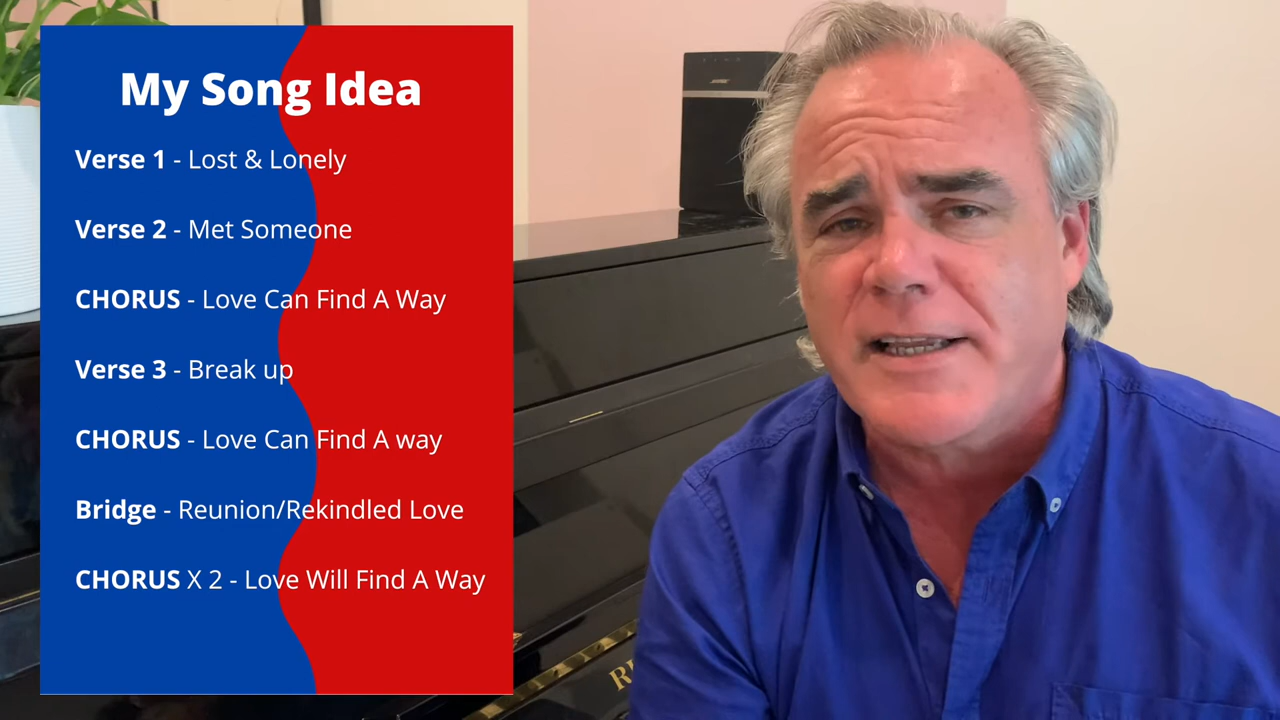 My Song Idea
Verse 1 - Lost & Lonely
Verse 2 - Met Someone
CHORUS - Love Can Find A Way
Verse 3 - Break up
CHORUS - Love Can Find A way
Bridge - Reunion/Rekindled Love
CHORUS X 2 - Love Will Find A Way
BOSE